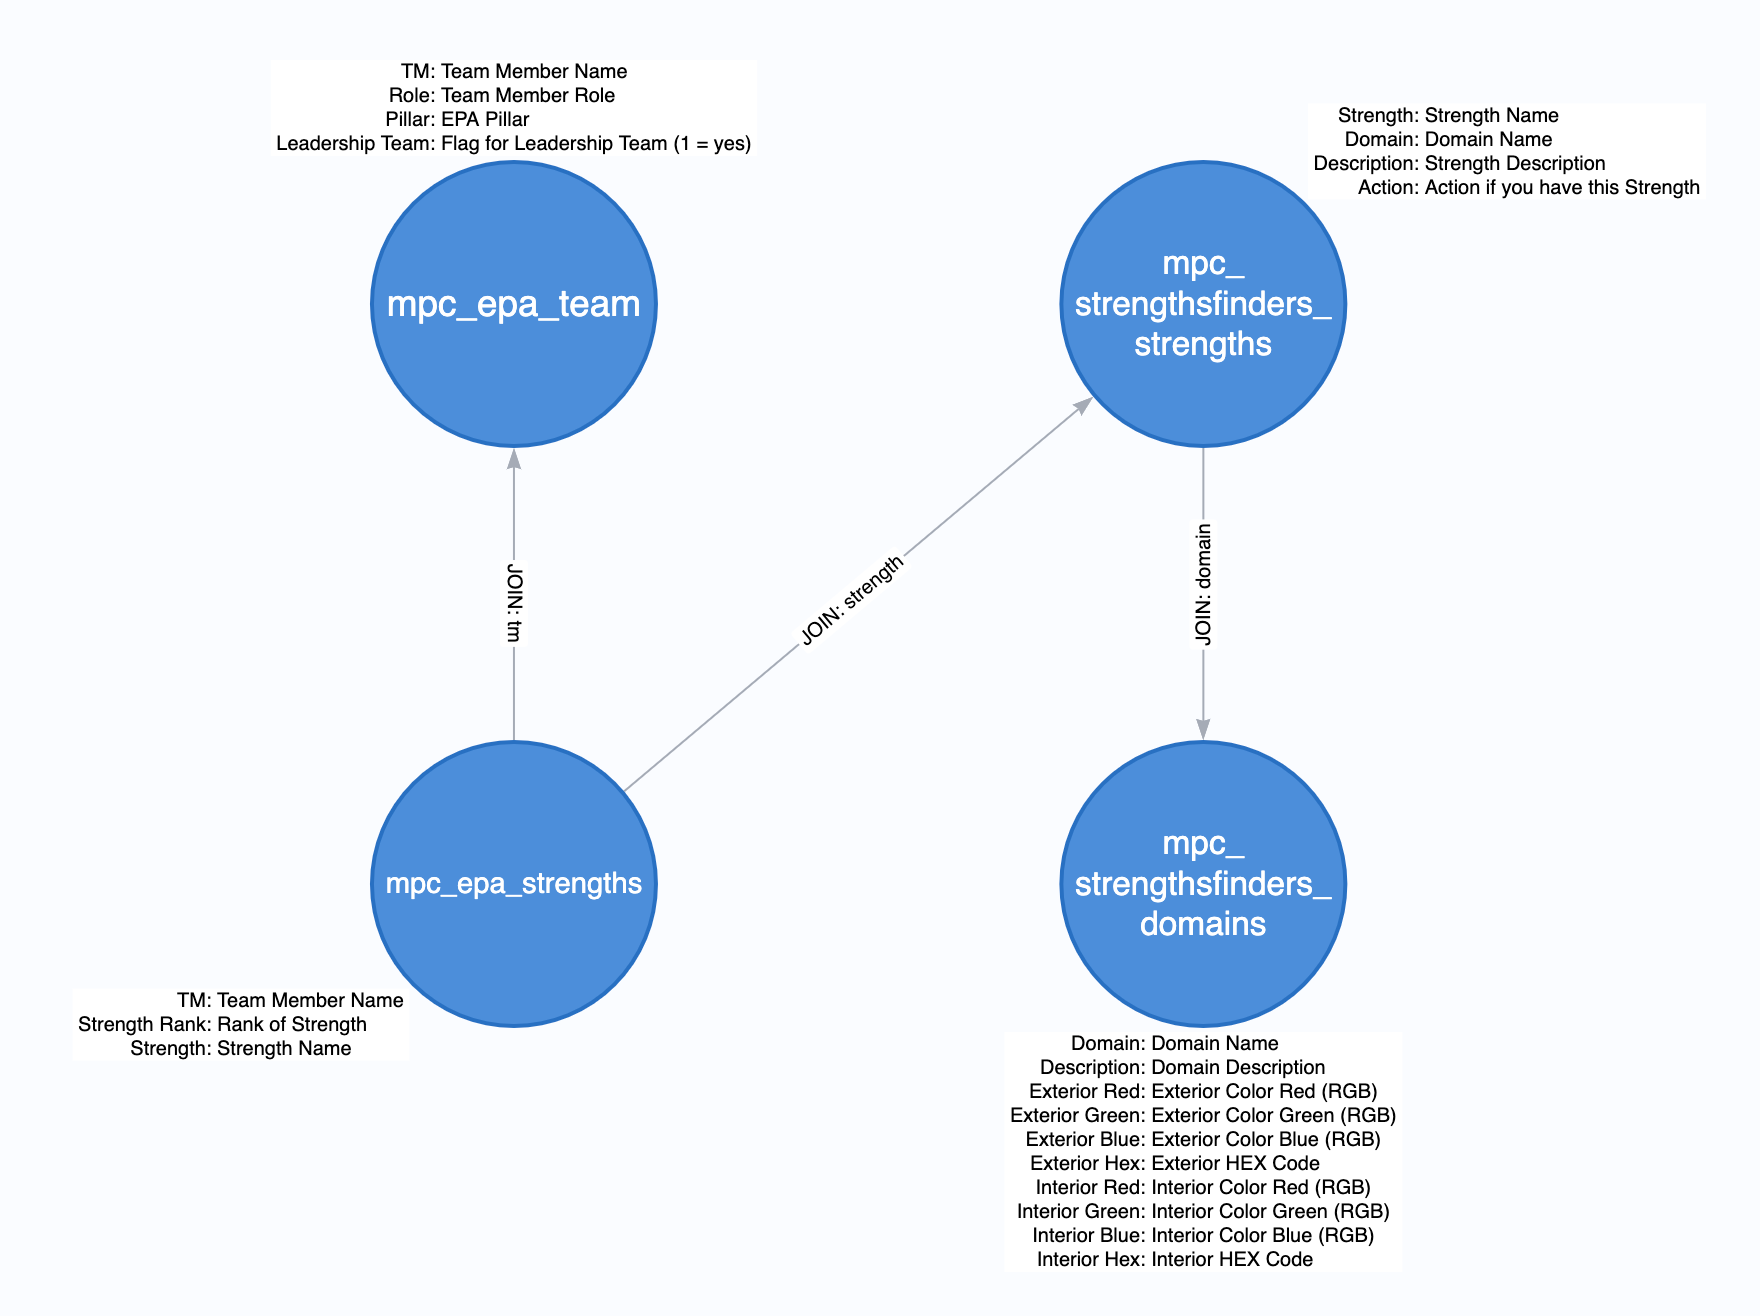 TM: Team Member Name
Role: Team Member Role
Pillar: EPA Pillar
Leadership Team: Flag for Leadership Team (1 = yes)
mpc_epa_team
Strength: Strength Name
Domain: Domain Name
Description: Strength Description
Action: Action if you have this Strength
mpc_
strengthsfinders_
strengths
JOIN: tm
JOIN: strength
JOIN: domain
mpc_epa_strengths
TM: Team Member Name
Strength Rank: Rank of Strength
Strength: Strength Name
mpc_
strengthsfinders_
domains
Domain: Domain Name
Description: Domain Description
Exterior Red: Exterior Color Red (RGB)
Exterior Green: Exterior Color Green (RGB)
Exterior Blue: Exterior Color Blue (RGB)
Exterior Hex: Exterior HEX Code
Interior Red: Interior Color Red (RGB)
Interior Green: Interior Color Green (RGB)
Interior Blue: Interior Color Blue (RGB)
Interior Hex: Interior HEX Code